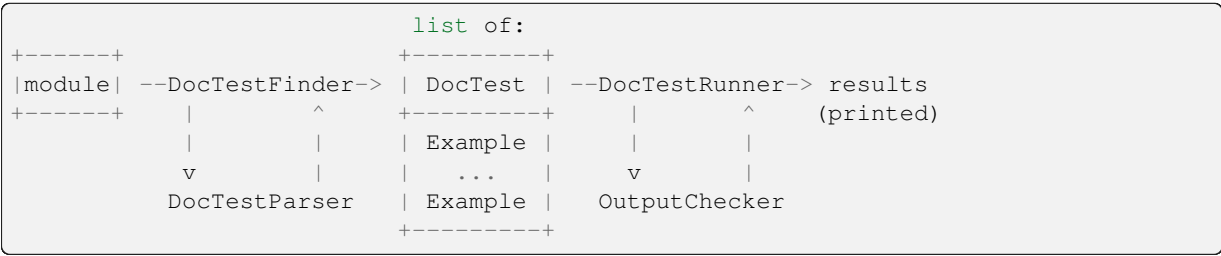 list of:
+------+                   +---------+
|module| --DocTestFinder-> | DocTest | --DocTestRunner-> results
+------+    |        ^     +---------+     |       ^    (printed)
            |        |     | Example |     |       |
            v        |     |   ...   |     v       |
           DocTestParser   | Example |   OutputChecker
                           +---------+